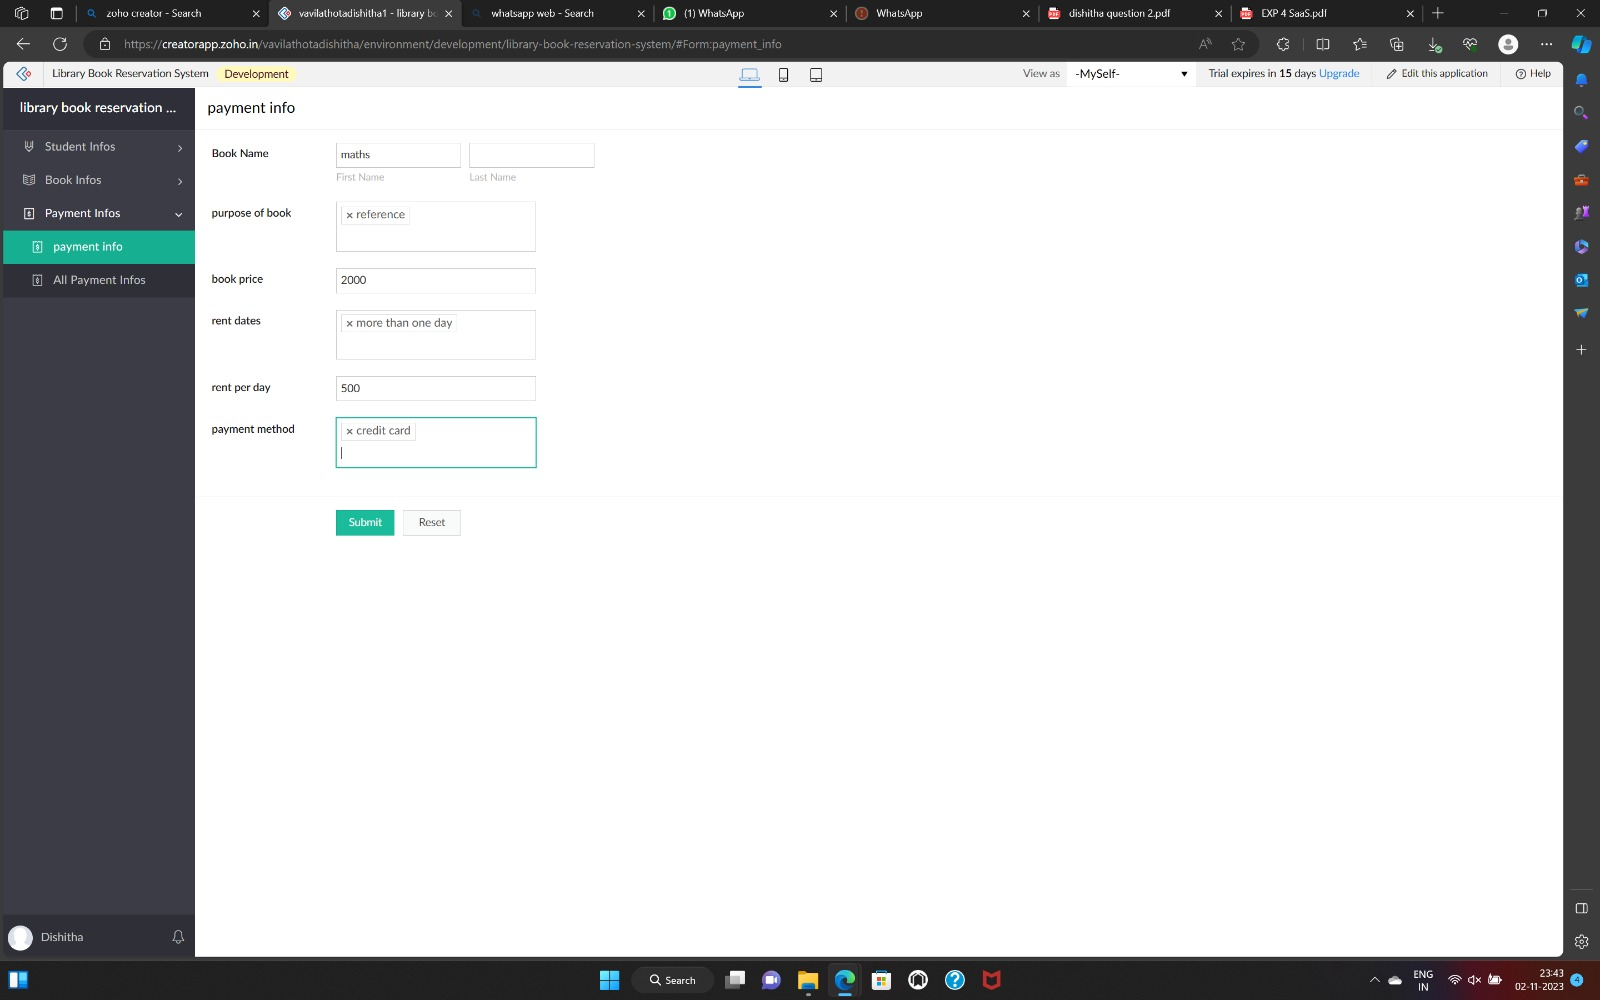 zoho creator - Search
vavilathotadishitha1 - library bo
whatsapp web - Search
(1) WhatsApp
WhatsApp
dishitha question 2.pdf
EXP 4 SaaS.pdf
https://creatorapp.zoho.in/vavilathotadishitha/environment/development/library-book-reservation-system/#Form:payment_info
Library Book Reservation System
Development
View as
-MySelf-
Trial expires in 15 days Upgrade
Edit this application
Help
library book reservation ...
payment info
Student Infos
Book Infos
Payment Infos
payment info
All Payment Infos
Book Name
maths
First Name
Last Name
purpose of book
× reference
book price
2000
rent dates
× more than one day
rent per day
500
payment method
× credit card
Submit
Reset
Dishitha
Search
ENG
IN
23:43
02-11-2023
4